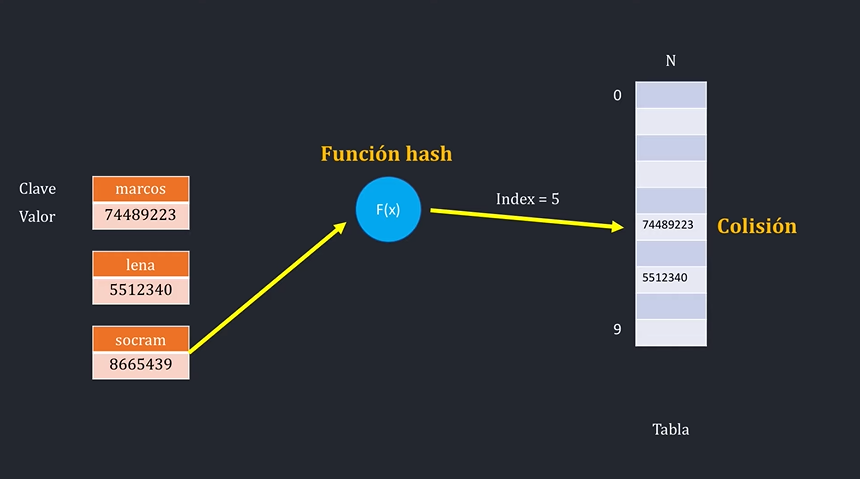 N
0
Función hash
Clave
marcos
Valor
74489223
F(x)
Index = 5
74489223
Colisión
lena
5512340
5512340
socram
8665439
9
Tabla